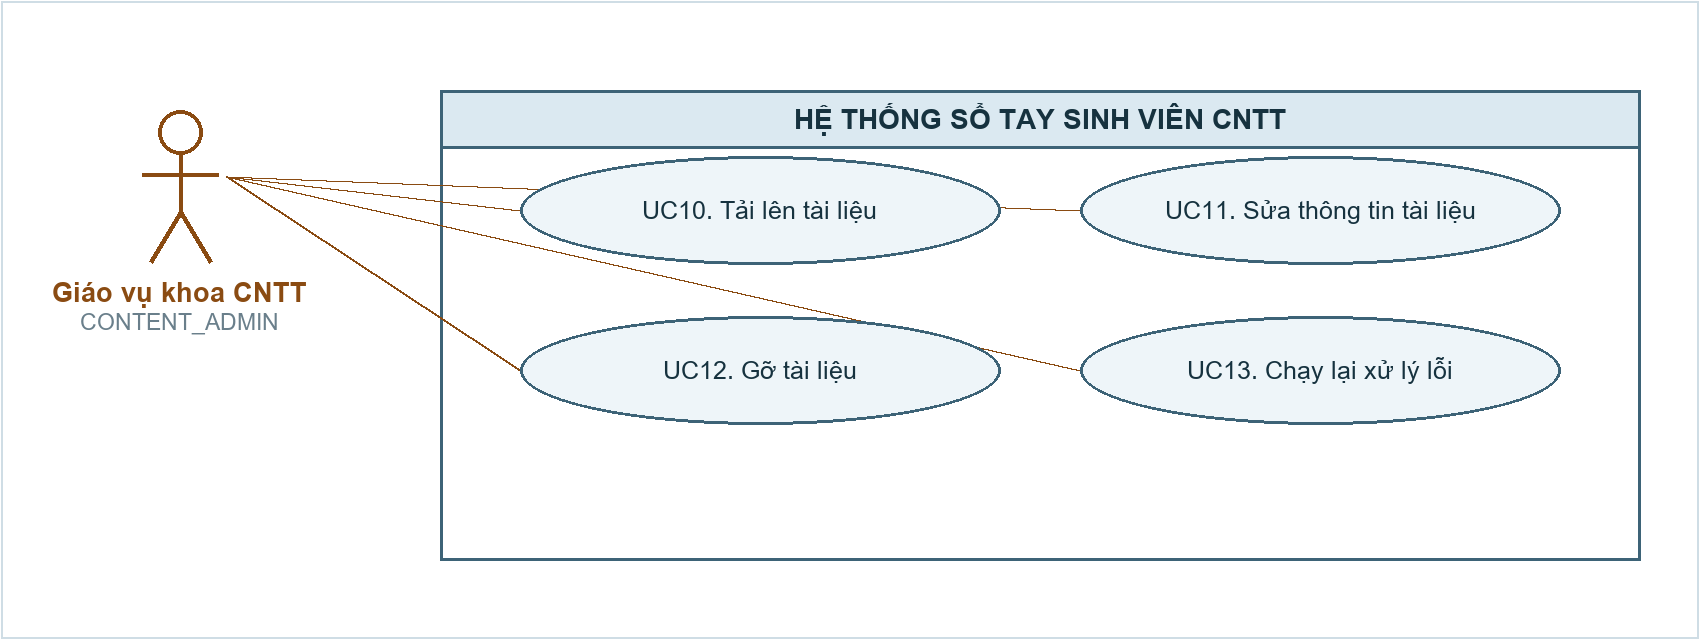 HỆ THỐNG SỔ TAY SINH VIÊN CNTT
UC10. Tải lên tài liệu
UC11. Sửa thông tin tài liệu
Giáo vụ khoa CNTT
CONTENT_ADMIN
UC12. Gỡ tài liệu
UC13. Chạy lại xử lý lỗi